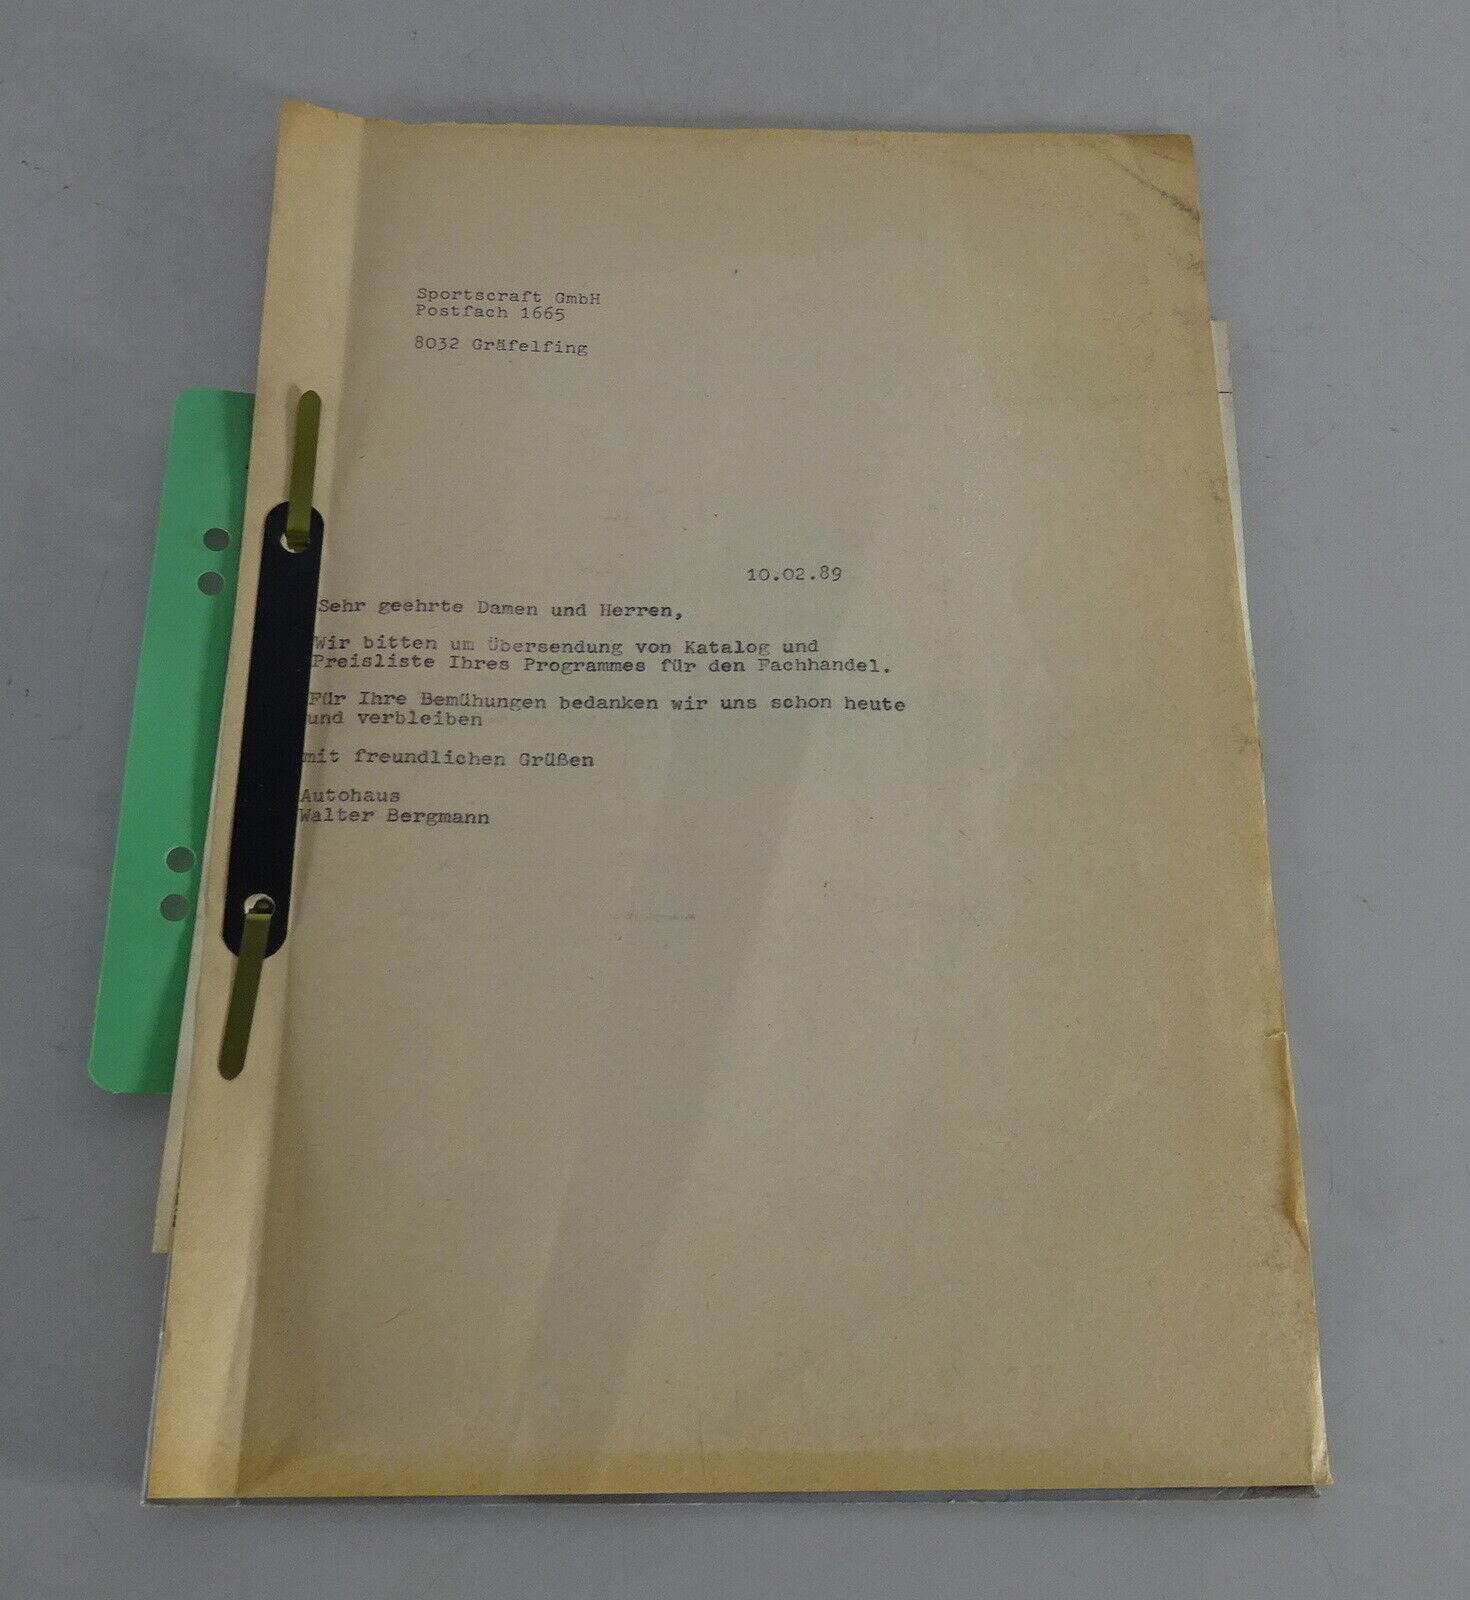 Sportscraft GmbH
Postfach 1665
8032 Gräfelfing
10.02.89
Sehr geehrte Damen und Herren,
Wir bitten um Übersendung von Katalog und
Preisliste Ihres Programmes für den Fachhandel.
Für Ihre Bemühungen bedanken wir uns schon heute
und verbleiben
mit freundlichen Grüßen
Autohaus
Walter Bergmann